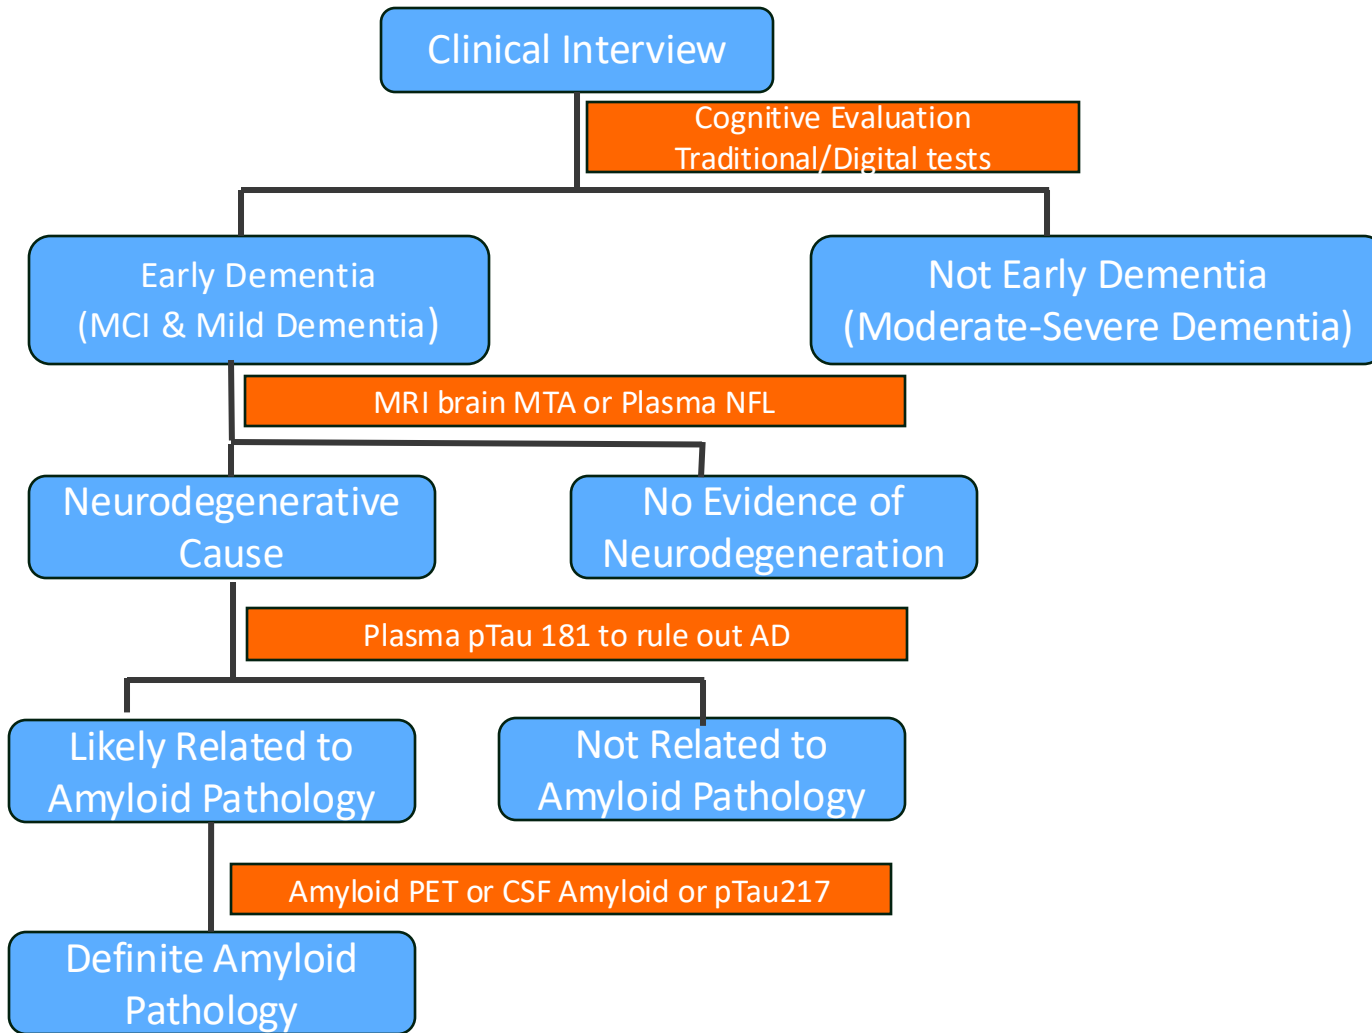 Clinical Interview
Cognitive Evaluation
Traditional/Digital tests
Early Dementia
(MCI & Mild Dementia)
Not Early Dementia
(Moderate-Severe Dementia)
MRI brain MTA or Plasma NFL
Neurodegenerative
Cause
No Evidence of
Neurodegeneration
Plasma pTau 181 to rule out AD
Likely Related to
Amyloid Pathology
Not Related to
Amyloid Pathology
Amyloid PET or CSF Amyloid or pTau217
Definite Amyloid
Pathology